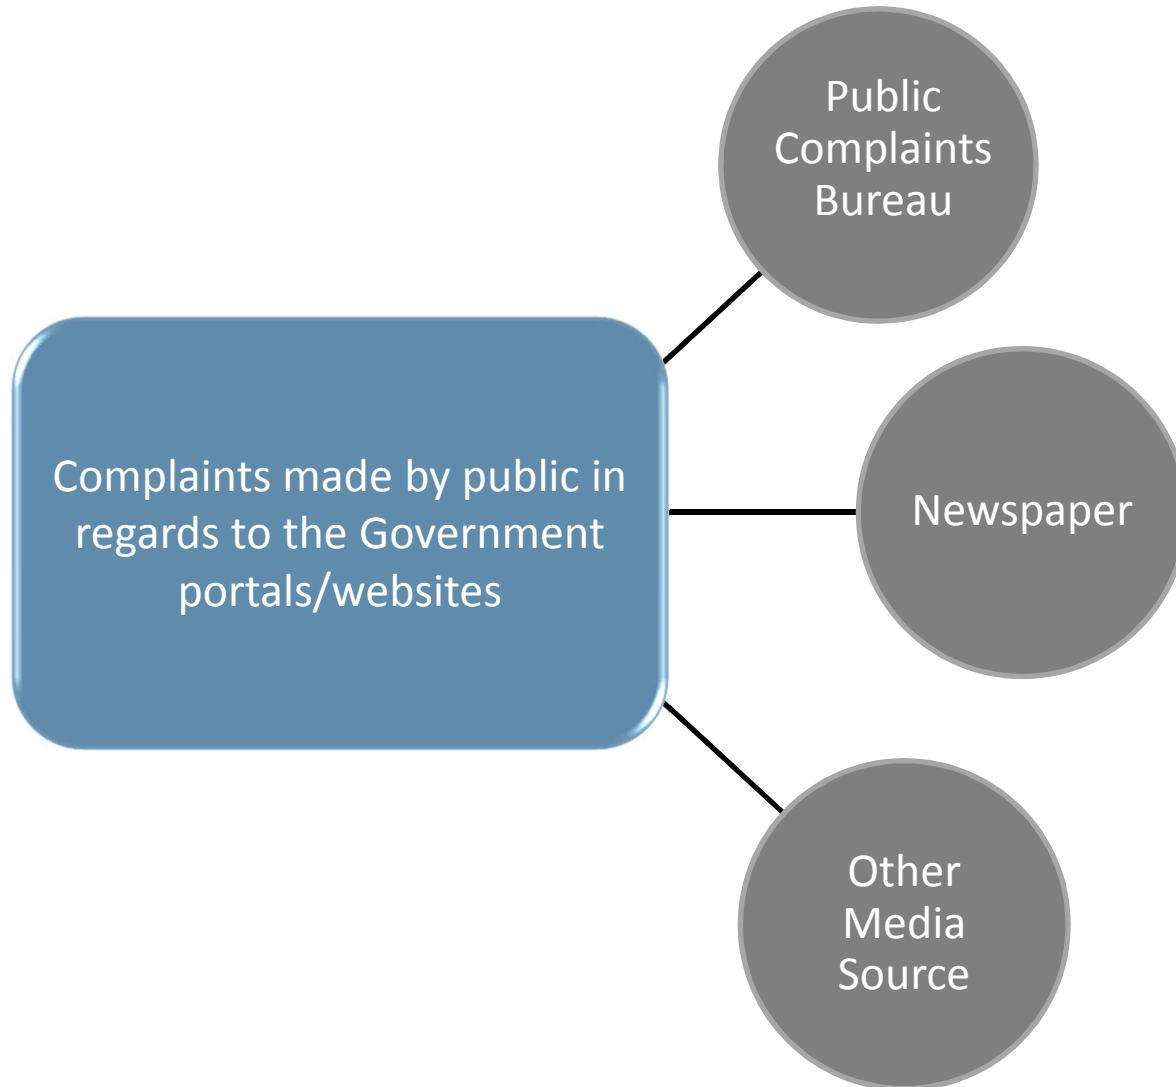 Public
Complaints
Bureau
Complaints made by public in
regards to the Government
portals/websites
Newspaper
Other
Media
Source